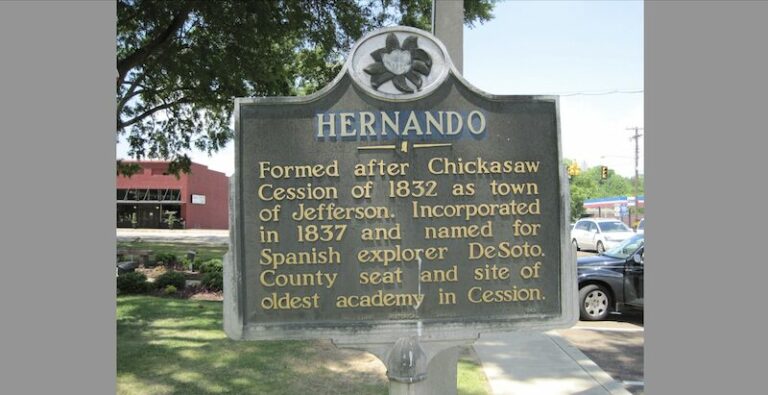 HERNANDO
Formed after Chickasaw
Cession of 1832 as town
of Jefferson. Incorporated
in 1837 and named for
Spanish explorer DeSoto.
County seat and site of
oldest academy in Cession.